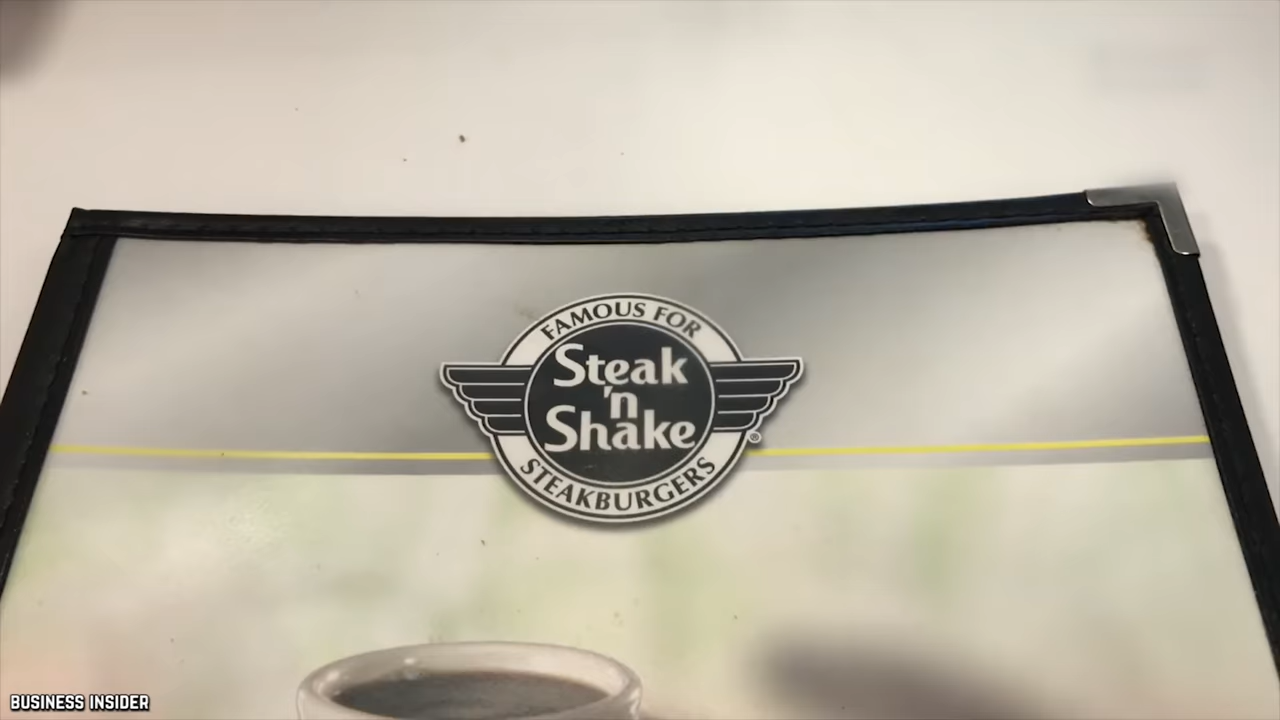 FAMOUS FOR
Steak
'n
Shake
®
STEAKBURGERS
BUSINESS INSIDER